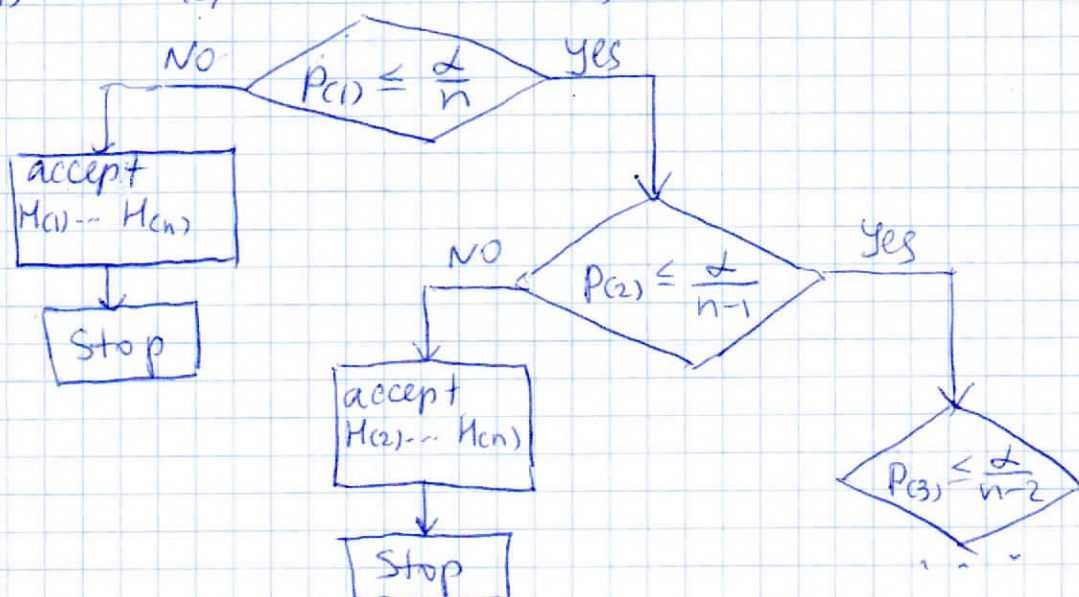 NO
P(1) ≤ α/n
Yes
accept
H(1)... H(n)
Stop
NO
P(2) ≤ α/n-1
Yes
accept
H(2)... H(n)
Stop
P(3) ≤ α/n-2
...